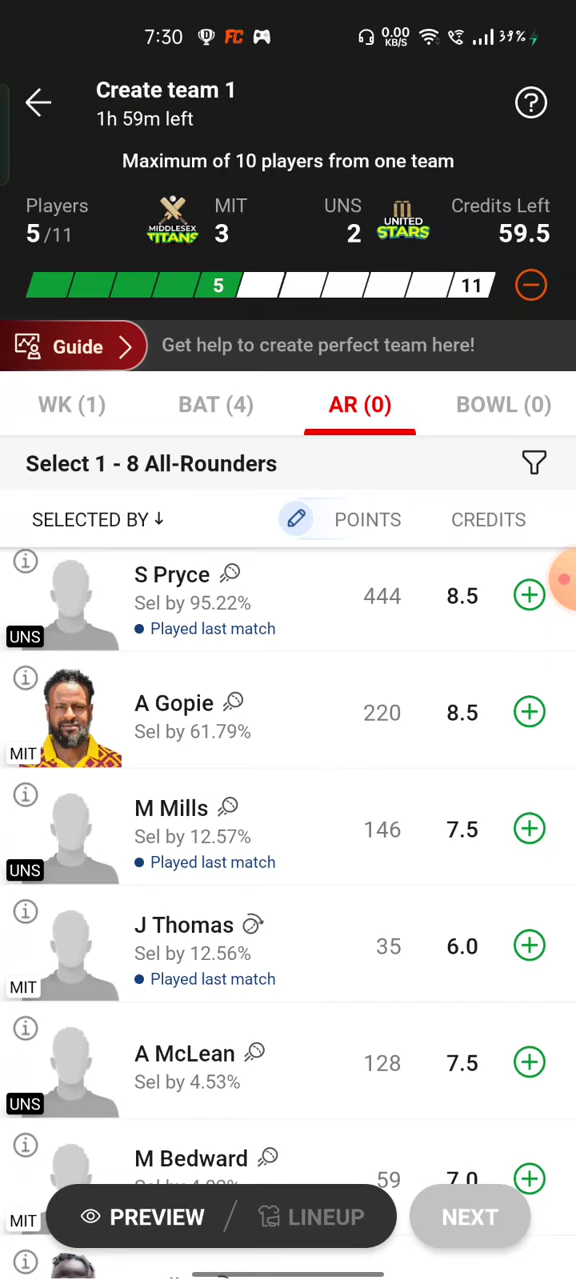 7:30 FC 0.00 KB/S 39%
Create team 1
1h 59m left
Maximum of 10 players from one team
Players MIT UNS Credits Left
5/11 MIDDLESEX TITANS 3 2 UNITED STARS 59.5
5 11
Guide Get help to create perfect team here!
WK (1) BAT (4) AR (0) BOWL (0)
Select 1 - 8 All-Rounders
SELECTED BY ↓ POINTS CREDITS
S Pryce
Sel by 95.22% 444 8.5
UNS Played last match
A Gopie 220 8.5
Sel by 61.79%
MIT
M Mills
Sel by 12.57% 146 7.5
UNS Played last match
J Thomas
Sel by 12.56% 35 6.0
MIT Played last match
A McLean
Sel by 4.53% 128 7.5
UNS
M Bedward
59 7.0
MIT
PREVIEW / LINEUP NEXT